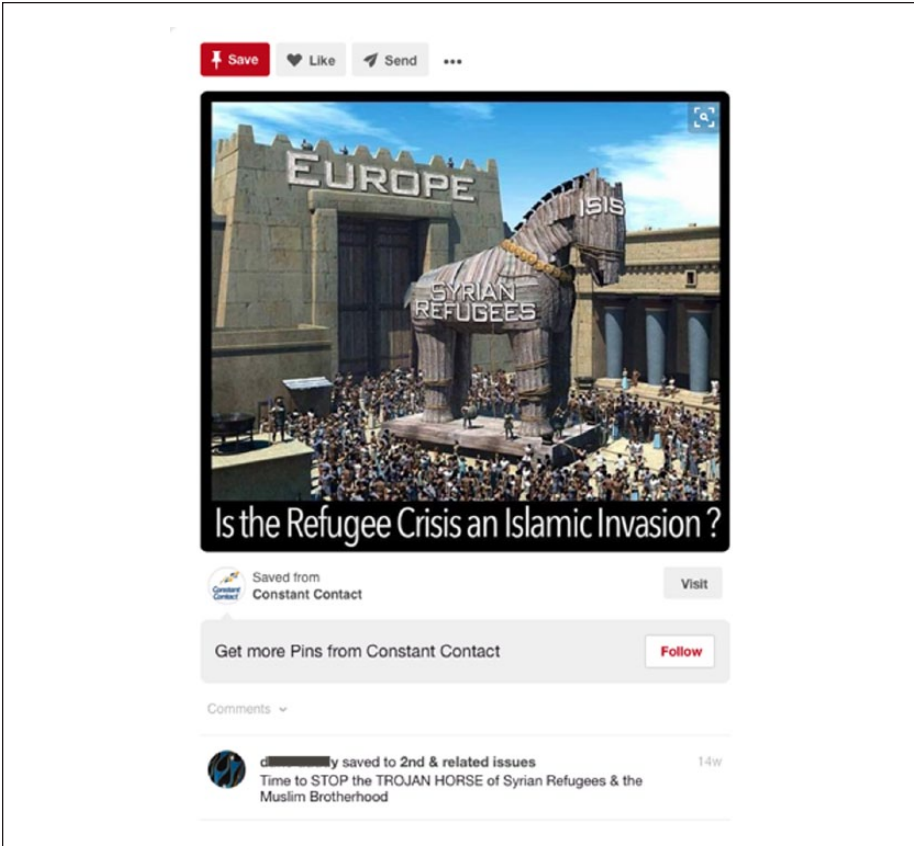 Save Like Send
EUROPE
ISIS
SYRIAN
REFUGEES
Is the Refugee Crisis an Islamic Invasion ?
Constant
Contact
Saved from
Constant Contact
Visit
Get more Pins from Constant Contact
Follow
Comments
saved to 2nd & related issues
14w
Time to STOP the TROJAN HORSE of Syrian Refugees & the
Muslim Brotherhood